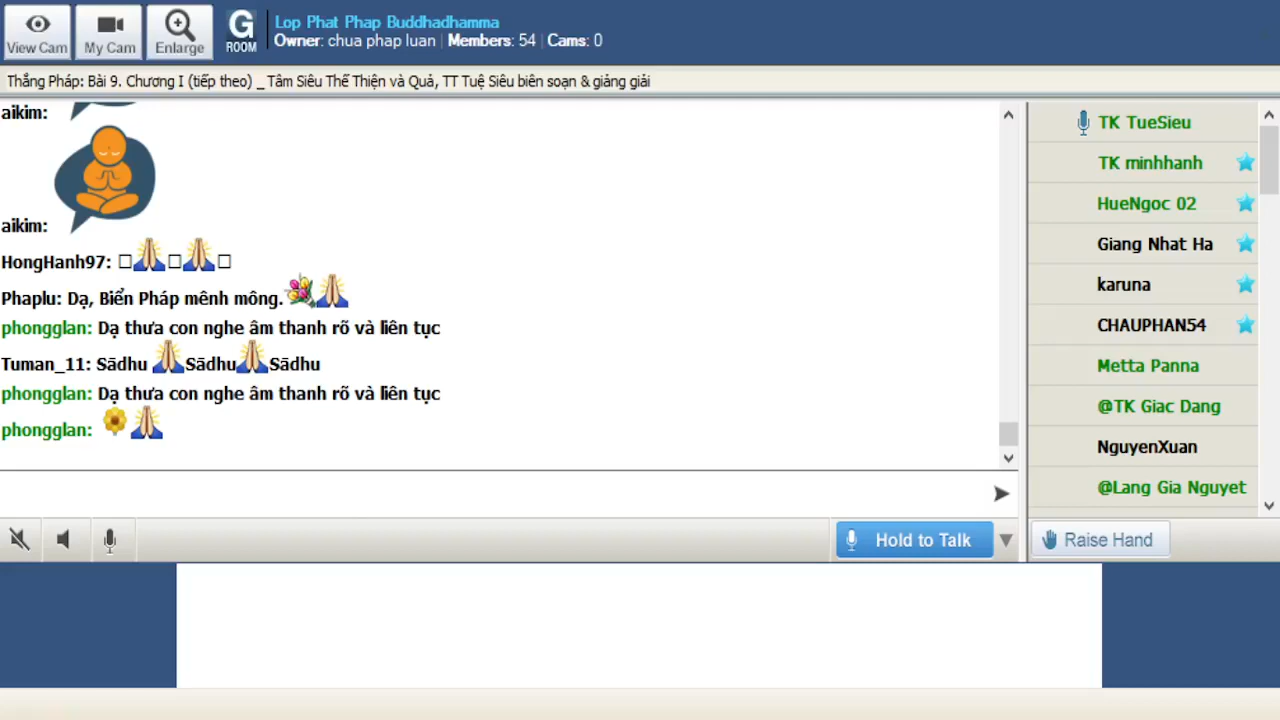 View Cam
My Cam
Enlarge
G
ROOM
Lop Phat Phap Buddhadhamma
Owner: chua phap luan | Members: 54 | Cams: 0
Thắng Pháp: Bài 9. Chương I (tiếp theo) _ Tâm Siêu Thế Thiện và Quả, TT Tuệ Siêu biên soạn & giảng giải
aikim:
aikim:
HongHanh97:
Phaplu: Dạ, Biển Pháp mênh mông.
phongglan: Dạ thưa con nghe âm thanh rõ và liên tục
Tuman_11: Sādhu Sādhu Sādhu
phongglan: Dạ thưa con nghe âm thanh rõ và liên tục
phongglan:
TK TueSieu
TK minhhanh
HueNgoc 02
Giang Nhat Ha
karuna
CHAUPHAN54
Metta Panna
@TK Giac Dang
NguyenXuan
@Lang Gia Nguyet
Hold to Talk
Raise Hand